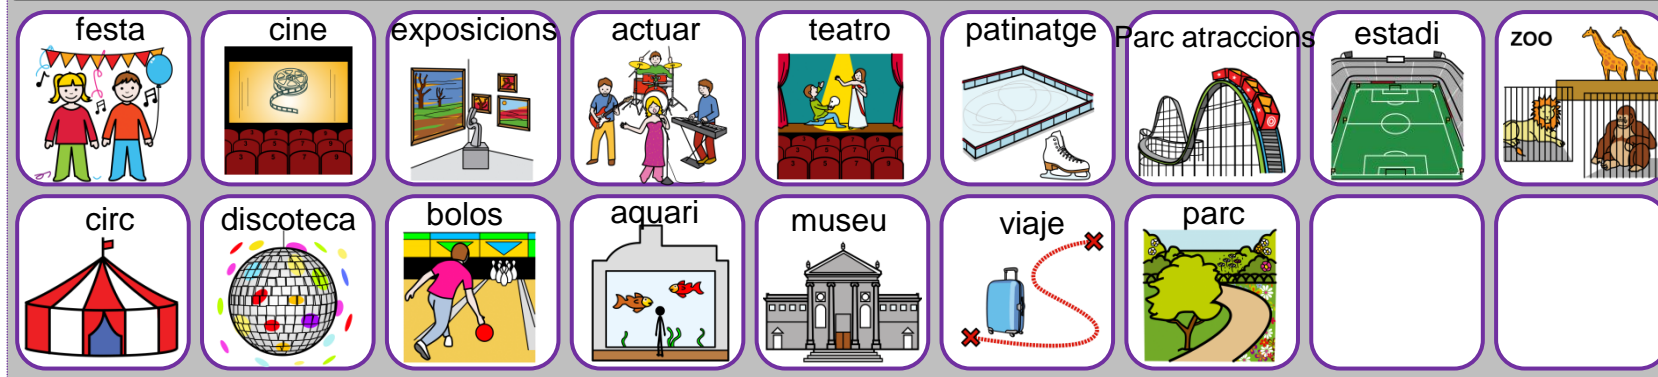 festa
cine
exposicions
actuar
teatro
patinatge
Parc atraccions
estadi
zoo
circ
discoteca
bolos
aquari
museu
viaje
parc